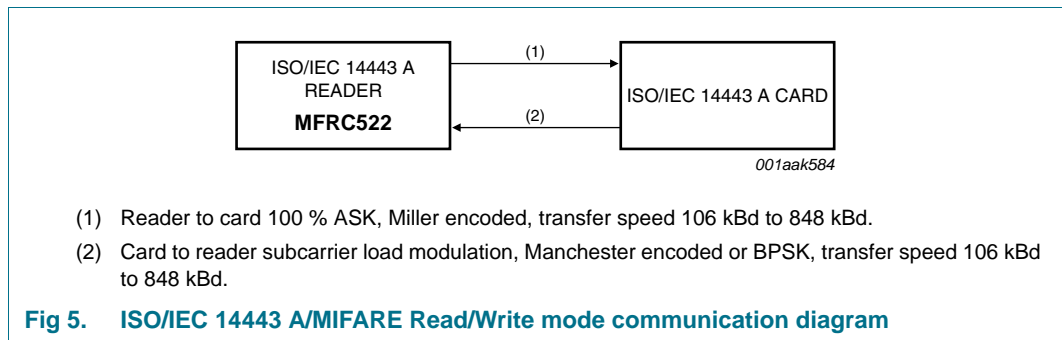 ISO/IEC 14443 A
READER
MFRC522
(1)
(2)
ISO/IEC 14443 A CARD
001aak584
(1) Reader to card 100 % ASK, Miller encoded, transfer speed 106 kBd to 848 kBd.
(2) Card to reader subcarrier load modulation, Manchester encoded or BPSK, transfer speed 106 kBd
to 848 kBd.
Fig 5. ISO/IEC 14443 A/MIFARE Read/Write mode communication diagram